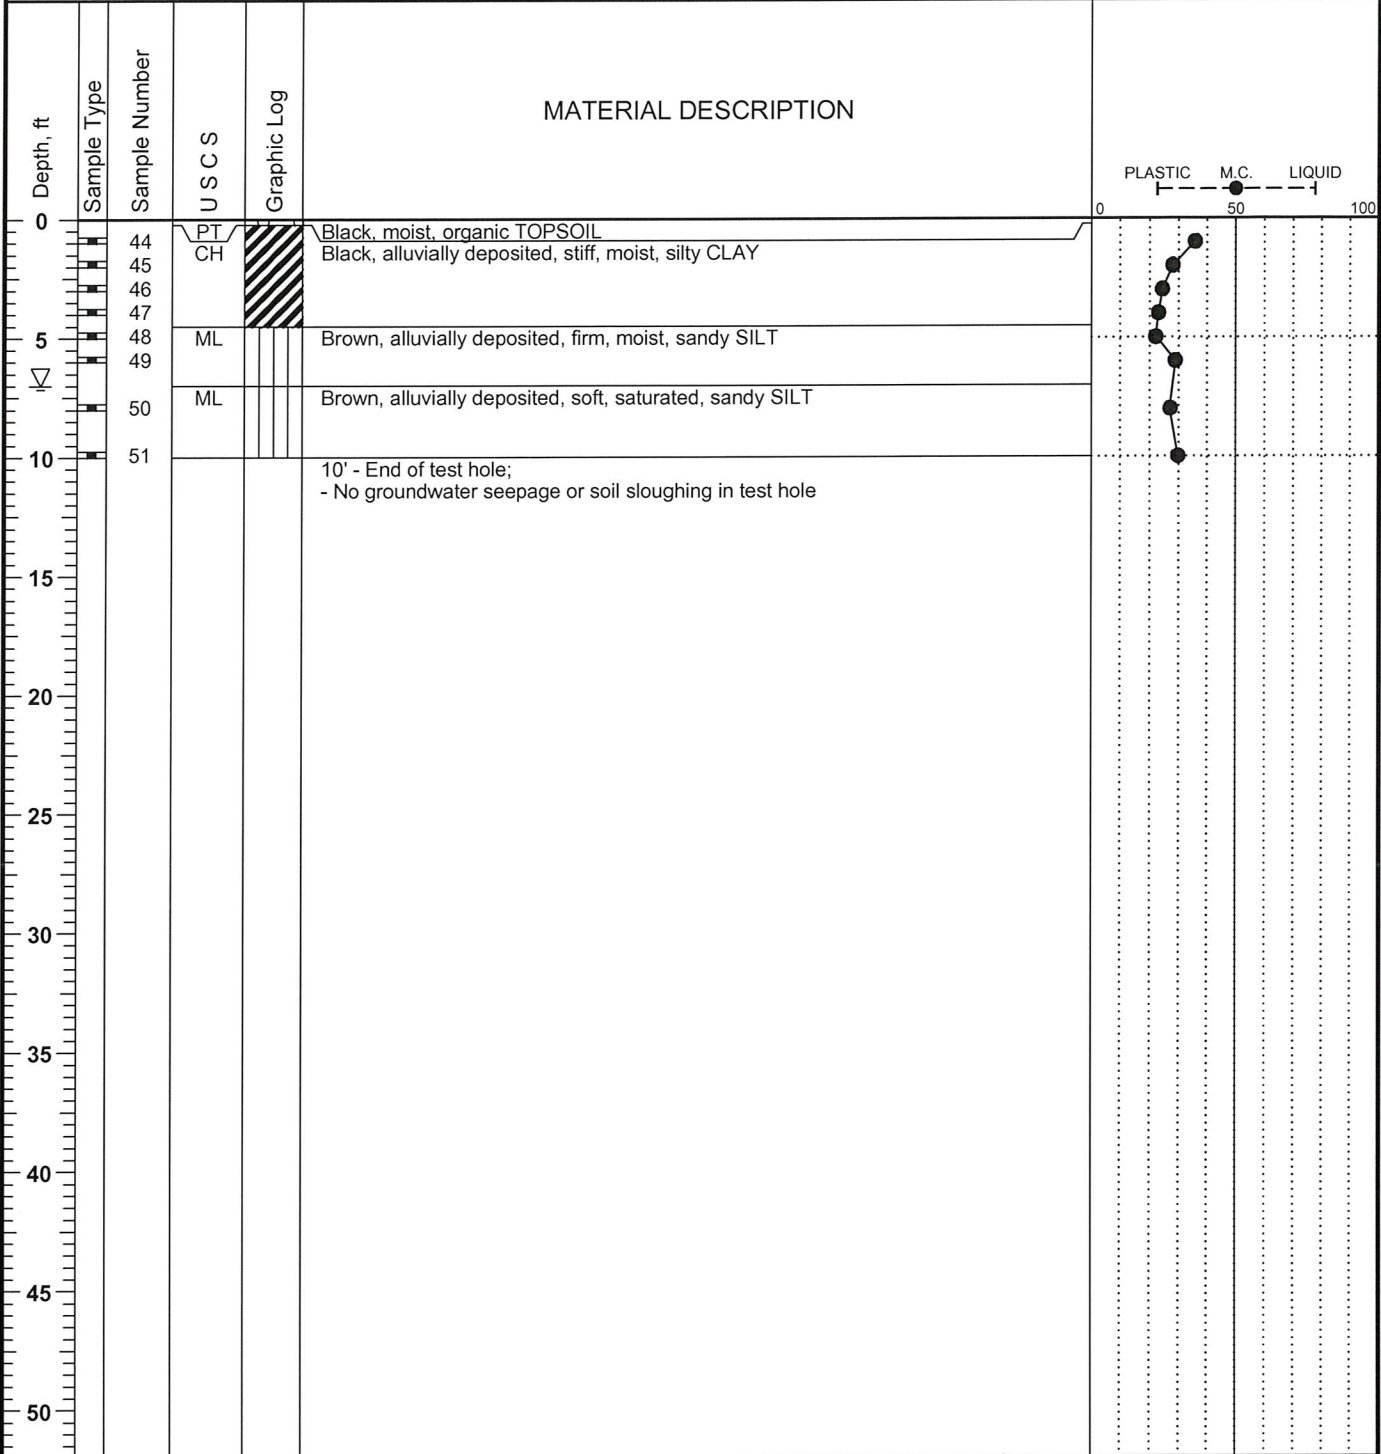 Depth, ft
Sample Type
Sample Number
U S C S
Graphic Log
MATERIAL DESCRIPTION
PLASTIC M.C. LIQUID
0 50 100
0
PT Black, moist, organic TOPSOIL
44
CH Black, alluvially deposited, stiff, moist, silty CLAY
45
46
47
5 48 ML Brown, alluvially deposited, firm, moist, sandy SILT
49
50 ML Brown, alluvially deposited, soft, saturated, sandy SILT
10 51
10' - End of test hole;
- No groundwater seepage or soil sloughing in test hole
15
20
25
30
35
40
45
50